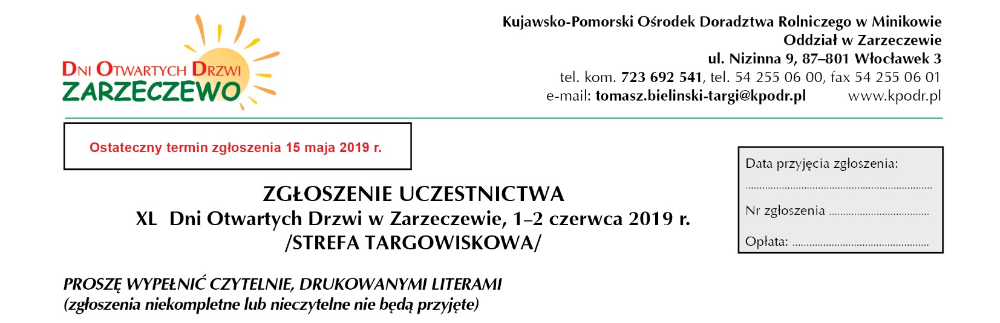 DNI OTWARTYCH DRZWI
ZARZECZEWO
Kujawsko-Pomorski Ośrodek Doradztwa Rolniczego w Minikowie
Oddział w Zarzeczewie
ul. Nizinna 9, 87–801 Włocławek 3
tel. kom. 723 692 541, tel. 54 255 06 00, fax 54 255 06 01
e-mail: tomasz.bielinski-targi@kpodr.pl www.kpodr.pl
Ostateczny termin zgłoszenia 15 maja 2019 r.
Data przyjęcia zgłoszenia:
....................................................................
Nr zgłoszenia ....................................
Opłata: .................................................
ZGŁOSZENIE UCZESTNICTWA
XL Dni Otwartych Drzwi w Zarzeczewie, 1–2 czerwca 2019 r.
/STREFA TARGOWISKOWA/
PROSZĘ WYPEŁNIĆ CZYTELNIE, DRUKOWANYMI LITERAMI
(zgłoszenia niekompletne lub nieczytelne nie będą przyjęte)